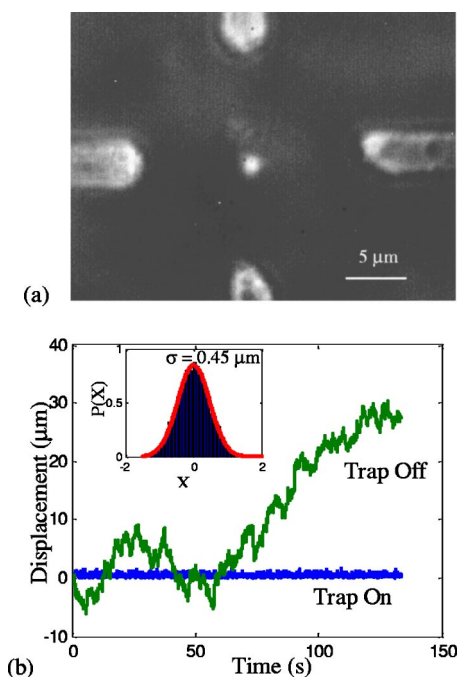 5 μm
(a)
40
30
20
10
0
-10
Displacement (μm)
1
0.5
0
P(X)
σ = 0.45 μm
-2
0
2
X
Trap Off
Trap On
0
50
100
150
(b)
Time (s)